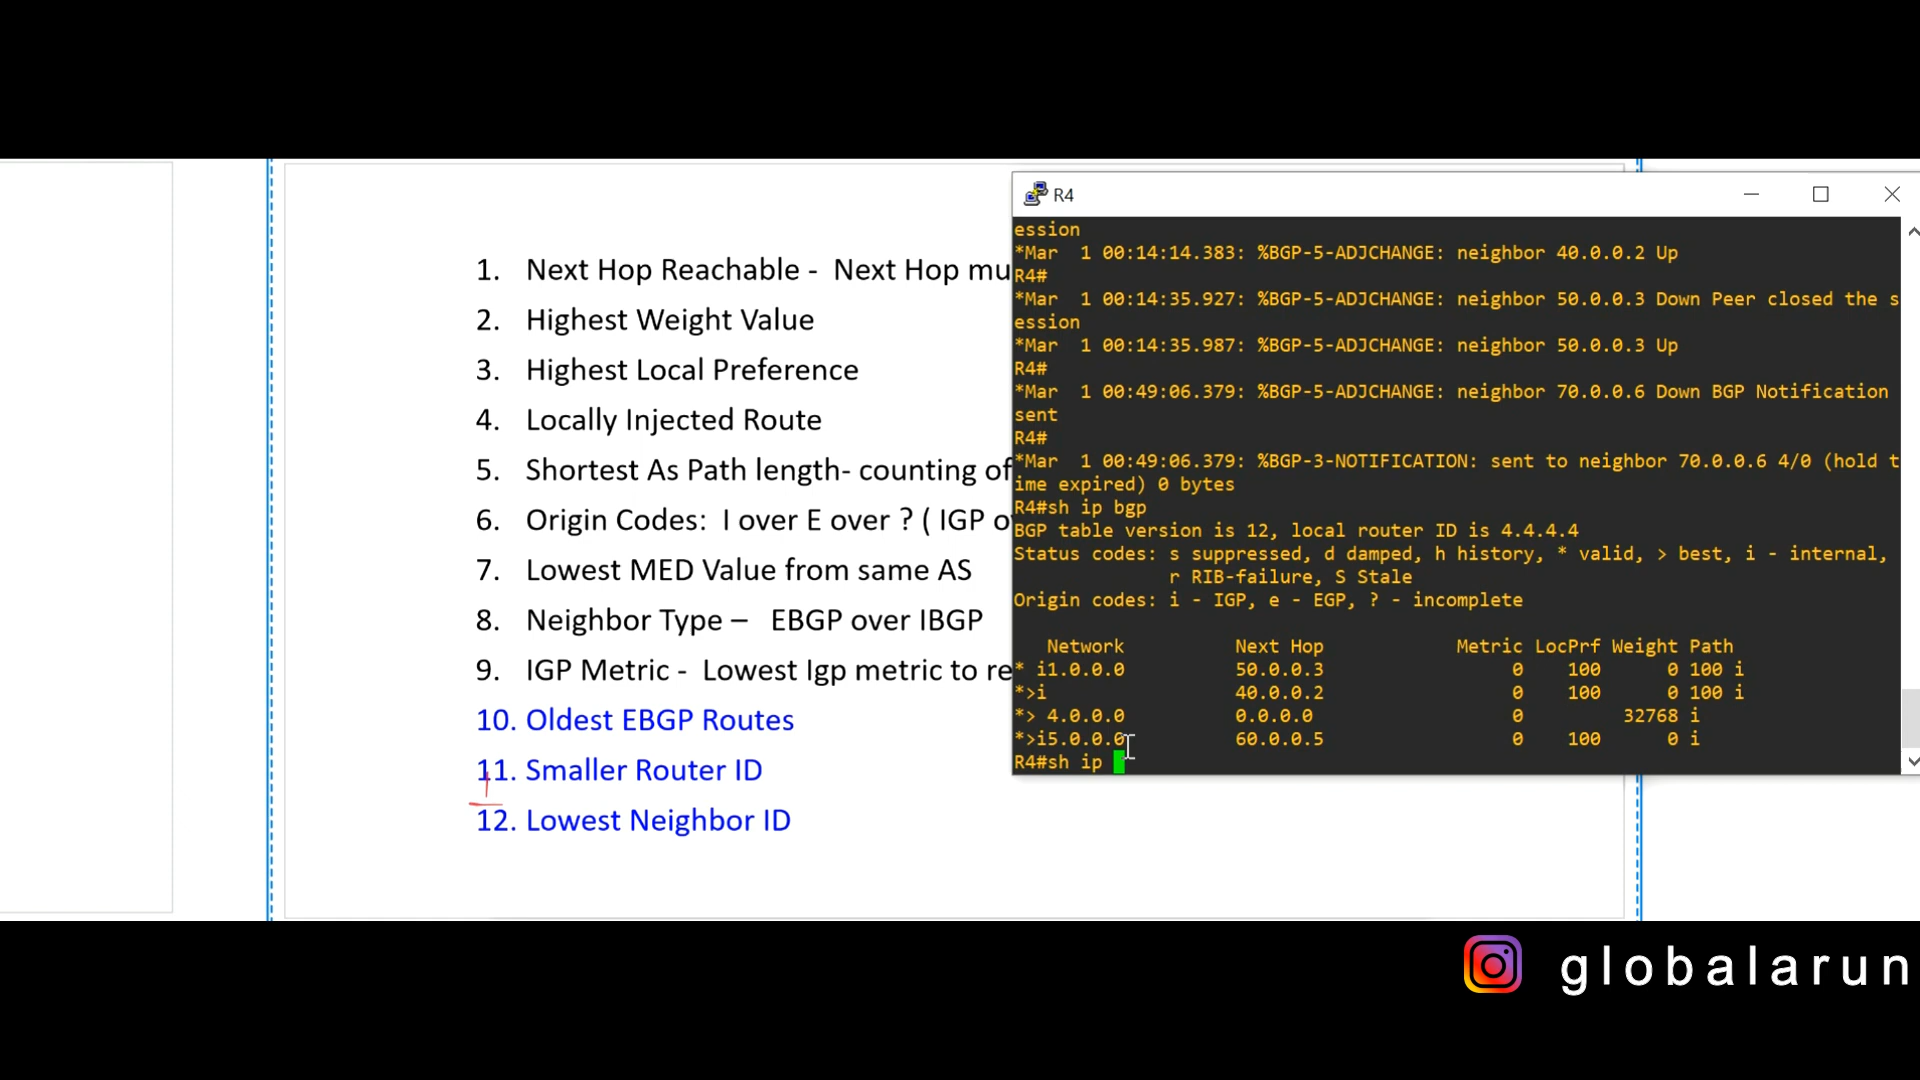 1. Next Hop Reachable - Next Hop mu
2. Highest Weight Value
3. Highest Local Preference
4. Locally Injected Route
5. Shortest As Path length- counting of
6. Origin Codes: I over E over ? ( IGP o
7. Lowest MED Value from same AS
8. Neighbor Type – EBGP over IBGP
9. IGP Metric - Lowest Igp metric to re
10. Oldest EBGP Routes
11. Smaller Router ID
12. Lowest Neighbor ID
R4
ession
*Mar 1 00:14:14.383: %BGP-5-ADJCHANGE: neighbor 40.0.0.2 Up
R4#
*Mar 1 00:14:35.927: %BGP-5-ADJCHANGE: neighbor 50.0.0.3 Down Peer closed the s
ession
*Mar 1 00:14:35.987: %BGP-5-ADJCHANGE: neighbor 50.0.0.3 Up
R4#
*Mar 1 00:49:06.379: %BGP-5-ADJCHANGE: neighbor 70.0.0.6 Down BGP Notification
sent
R4#
*Mar 1 00:49:06.379: %BGP-3-NOTIFICATION: sent to neighbor 70.0.0.6 4/0 (hold t
ime expired) 0 bytes
R4#sh ip bgp
BGP table version is 12, local router ID is 4.4.4.4
Status codes: s suppressed, d damped, h history, * valid, > best, i - internal,
r RIB-failure, S Stale
Origin codes: i - IGP, e - EGP, ? - incomplete
Network Next Hop Metric LocPrf Weight Path
* i1.0.0.0 50.0.0.3 0 100 0 100 i
*>i 40.0.0.2 0 100 0 100 i
*> 4.0.0.0 0.0.0.0 0 32768 i
*>i5.0.0.0 60.0.0.5 0 100 0 i
R4#sh ip
globalarun